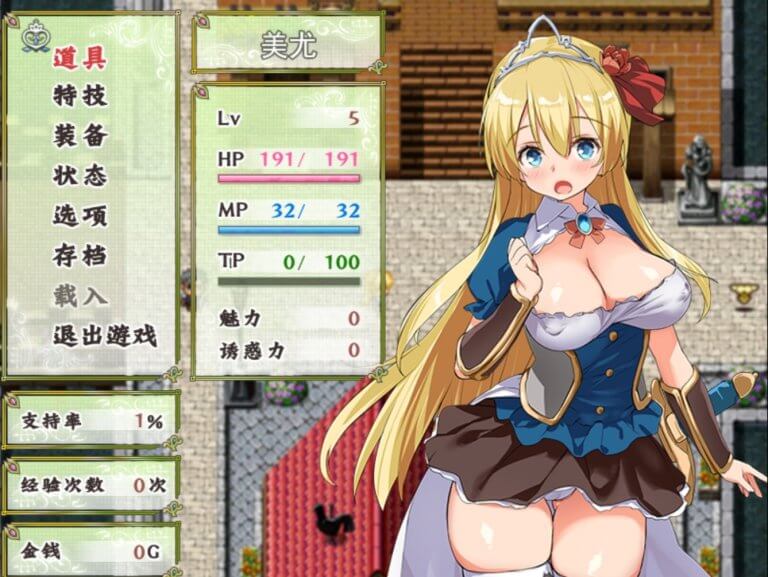 道具
特技
装备
状态
选项
存档
载入
退出游戏
支持率 1%
经验次数 0次
金钱 0G
美尤
Lv 5
HP 191/ 191
MP 32/ 32
TP 0/ 100
魅力 0
诱惑力 0